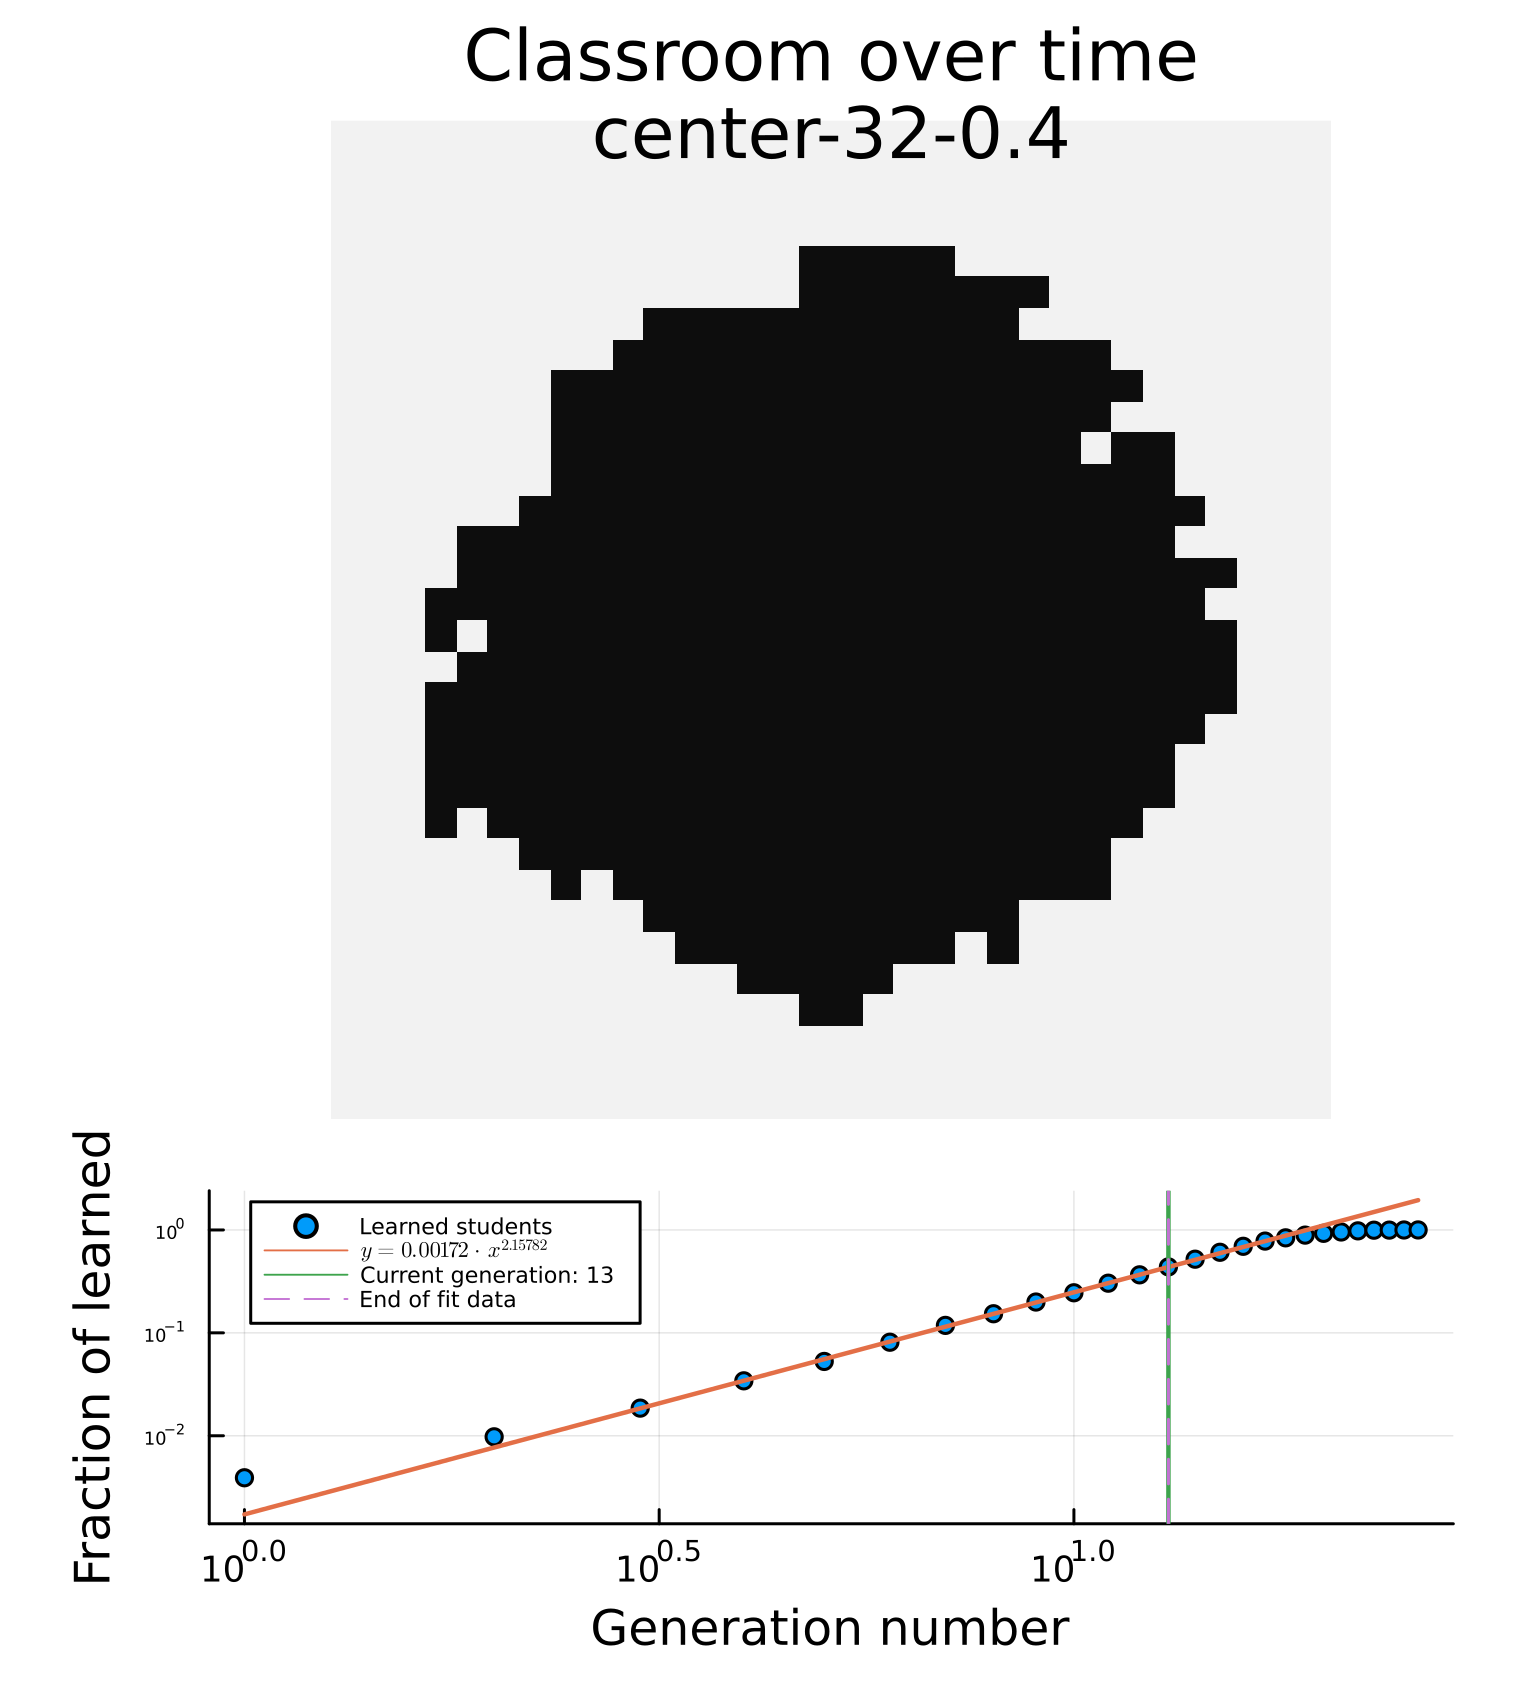 Classroom over time
center-32-0.4
Fraction of learned
10^0
10^−1
10^−2
Learned students
y = 0.00172 · x^2.15782
Current generation: 13
End of fit data
10^0.0 10^0.5 10^1.0
Generation number